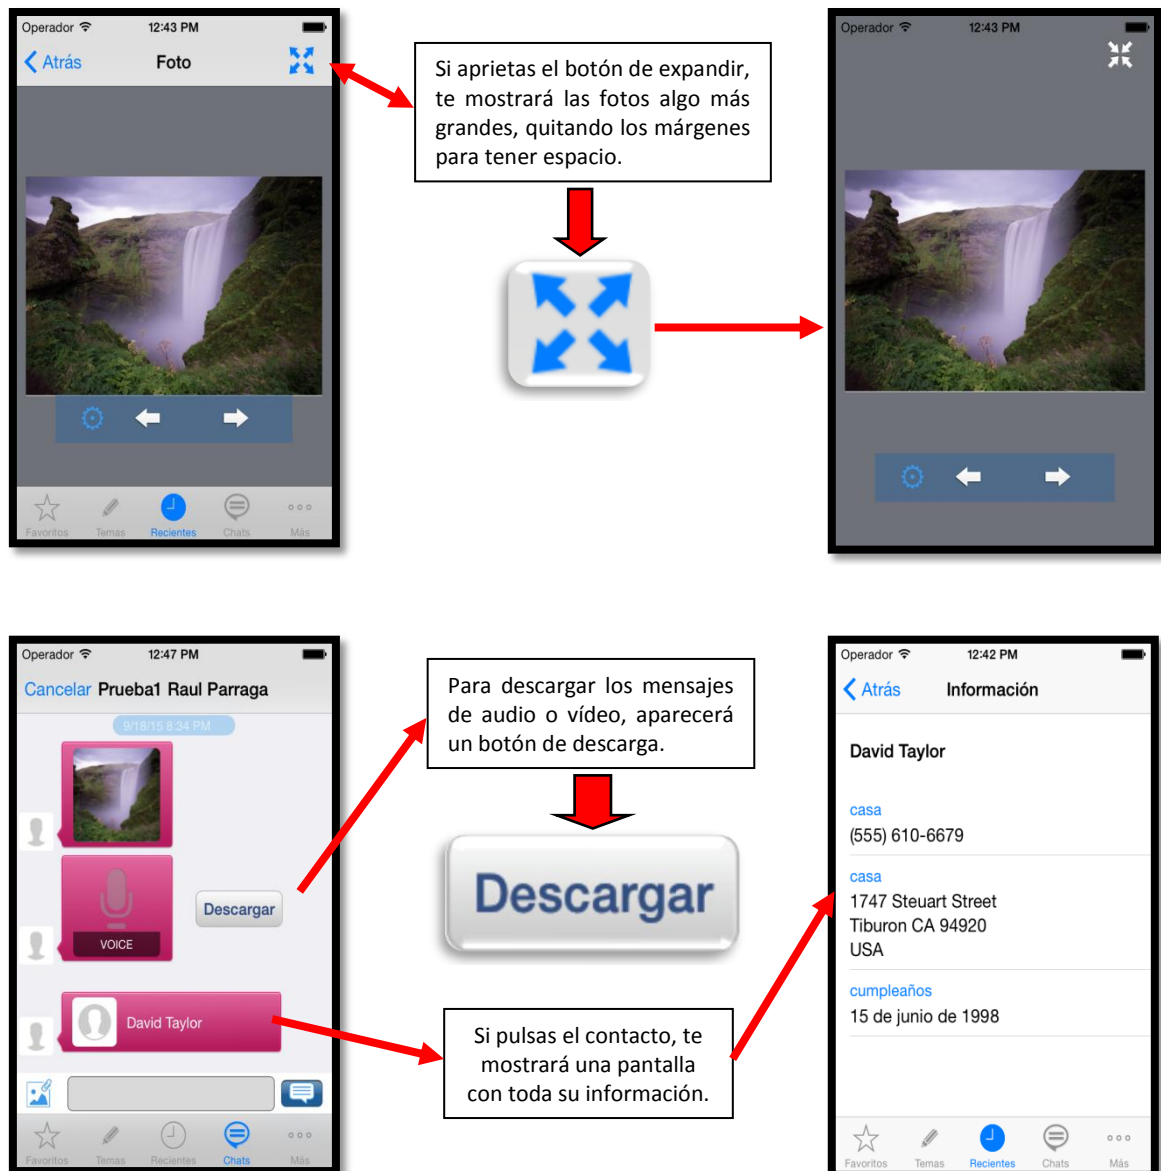 Operador 12:43 PM
Atrás Foto
Favoritos Temas Recientes Chats Más
Si aprietas el botón de expandir,
te mostrará las fotos algo más
grandes, quitando los márgenes
para tener espacio.
Operador 12:43 PM
Operador 12:47 PM
Cancelar Prueba1 Raul Parraga
9/18/15 8:34 PM
VOICE
Descargar
David Taylor
Favoritos Temas Recientes Chats Más
Para descargar los mensajes
de audio o vídeo, aparecerá
un botón de descarga.
Descargar
Si pulsas el contacto, te
mostrará una pantalla
con toda su información.
Operador 12:42 PM
Atrás Información
David Taylor
casa
(555) 610-6679
casa
1747 Steuart Street
Tiburon CA 94920
USA
cumpleaños
15 de junio de 1998
Favoritos Temas Recientes Chats Más